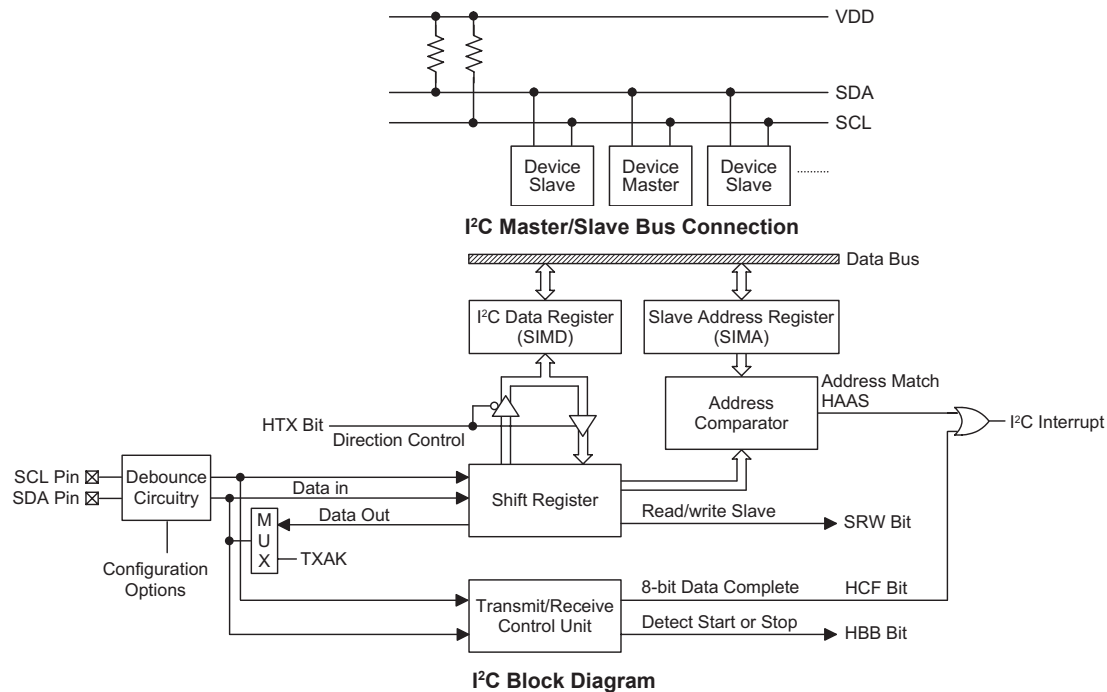 VDD
SDA
SCL
Device
Slave
Device
Master
Device
Slave
..........
I²C Master/Slave Bus Connection
Data Bus
I²C Data Register
(SIMD)
Slave Address Register
(SIMA)
Address Match
HAAS
Address
Comparator
HTX Bit
Direction Control
I²C Interrupt
SCL Pin
SDA Pin
Debounce
Circuitry
Data in
Shift Register
Data Out
M
U
X
TXAK
Read/write Slave
SRW Bit
Configuration
Options
8-bit Data Complete
HCF Bit
Transmit/Receive
Control Unit
Detect Start or Stop
HBB Bit
I²C Block Diagram